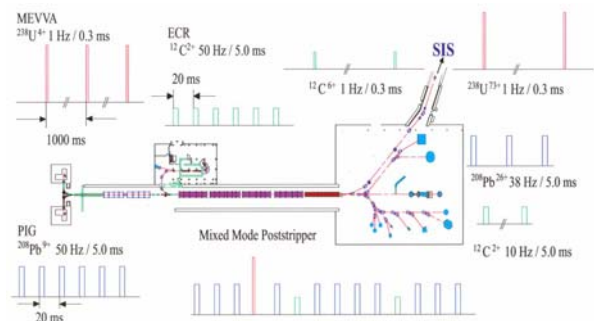 MEVVA
²³⁸U⁴⁺ 1 Hz / 0.3 ms
1000 ms
ECR
¹²C²⁺ 50 Hz / 5.0 ms
20 ms
SIS
¹²C⁶⁺ 1 Hz / 0.3 ms
²³⁸U⁷³⁺ 1 Hz / 0.3 ms
²⁰⁸Pb²⁶⁺ 38 Hz / 5.0 ms
¹²C²⁺ 10 Hz / 5.0 ms
PIG
²⁰⁸Pb⁹⁺ 50 Hz / 5.0 ms
20 ms
Mixed Mode Poststripper